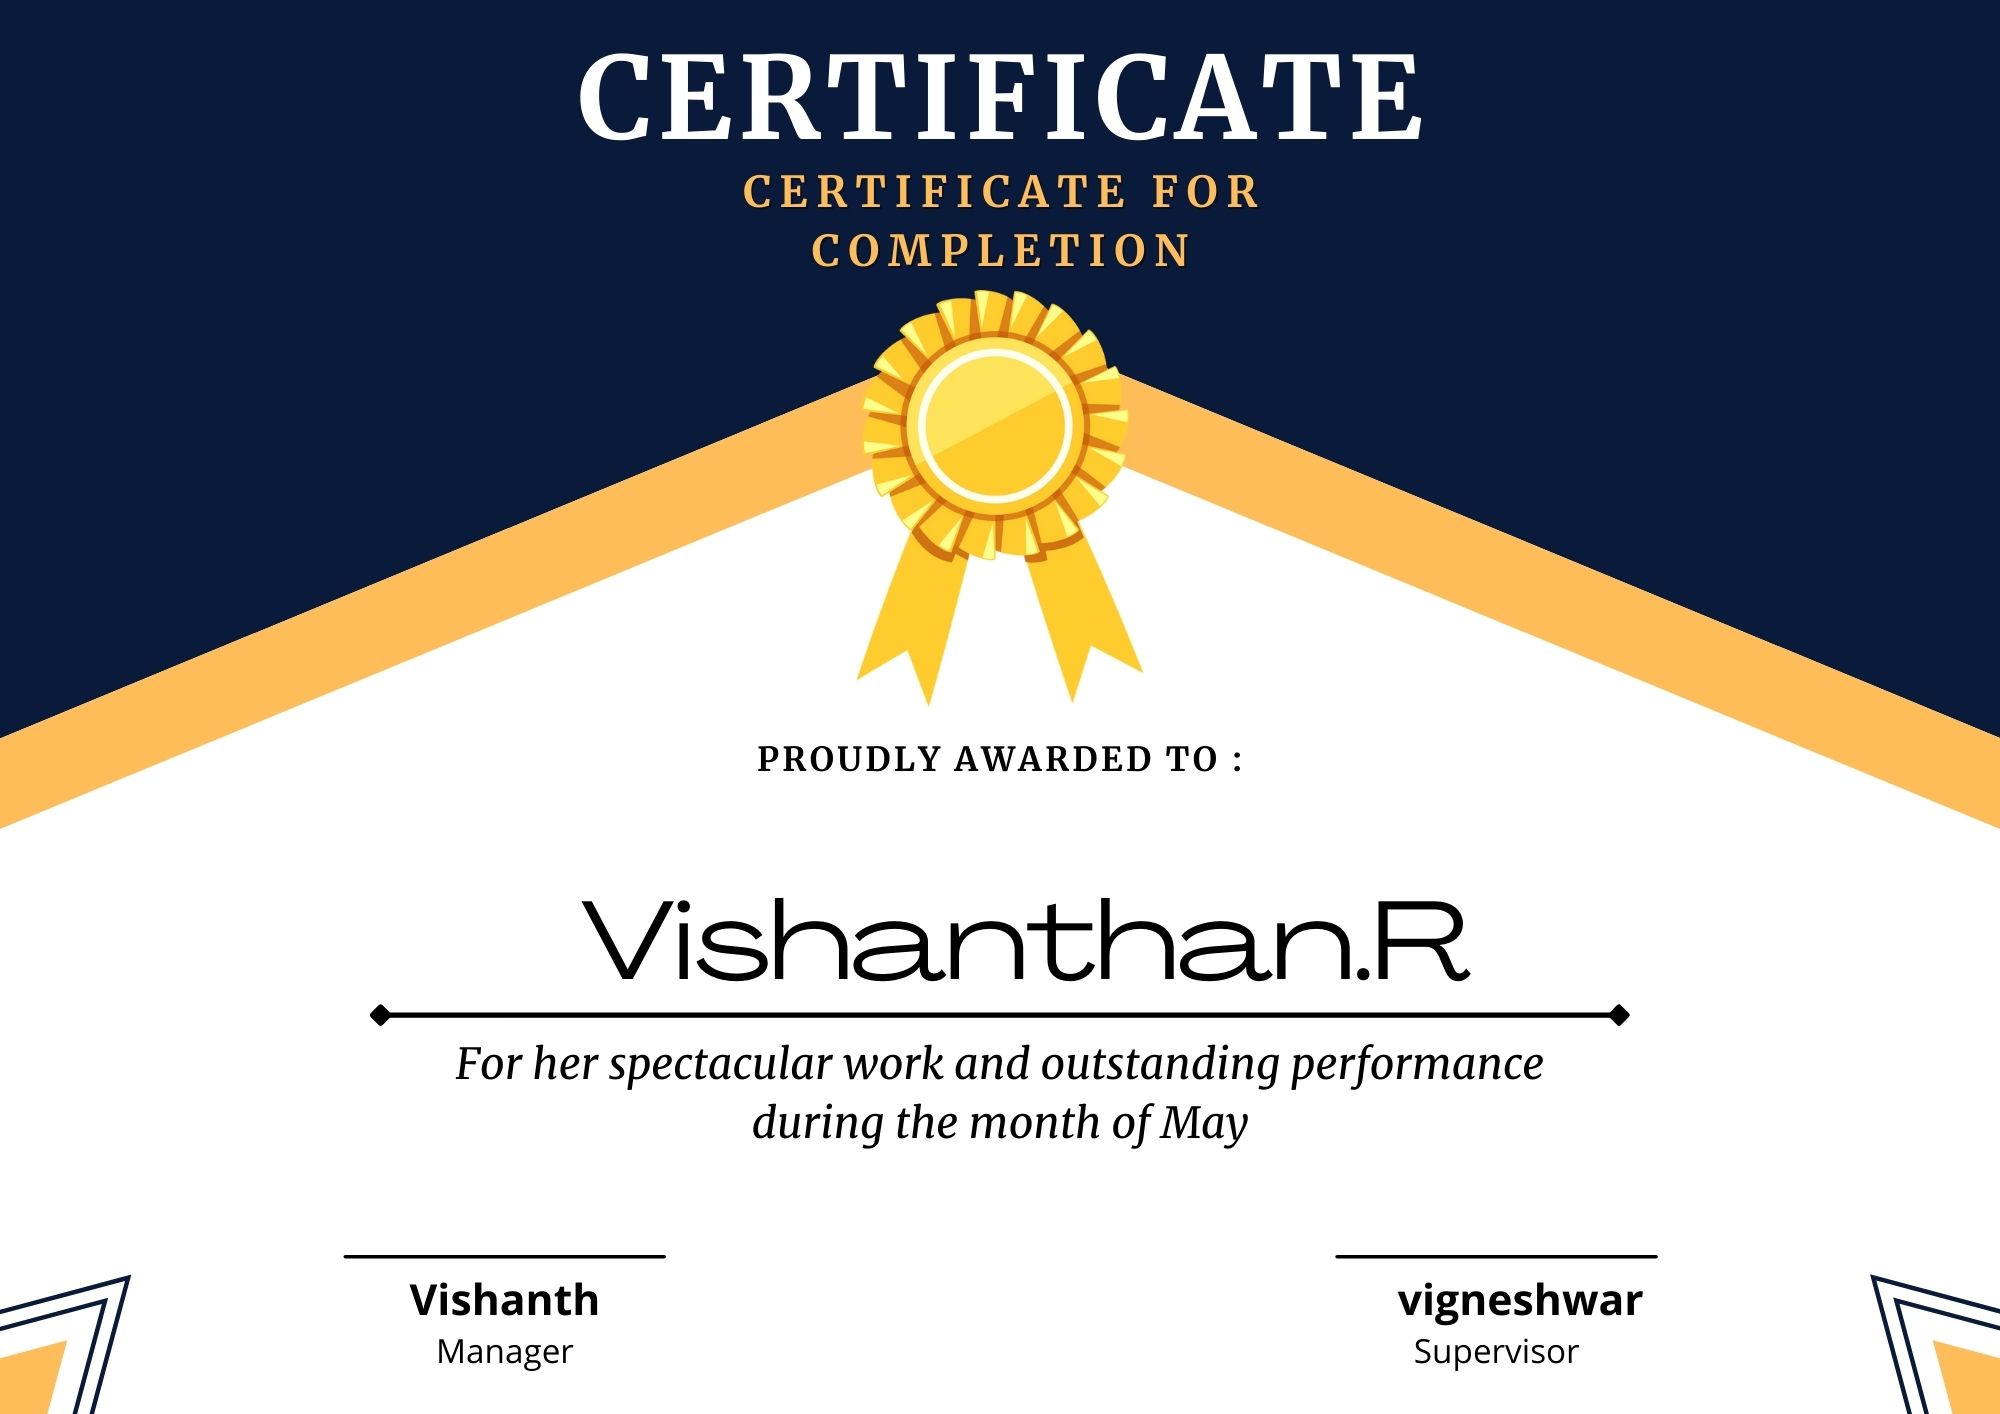 CERTIFICATE
CERTIFICATE FOR
COMPLETION
PROUDLY AWARDED TO :
Vishanthan.R
For her spectacular work and outstanding performance
during the month of May
Vishanth
Manager
vigneshwar
Supervisor